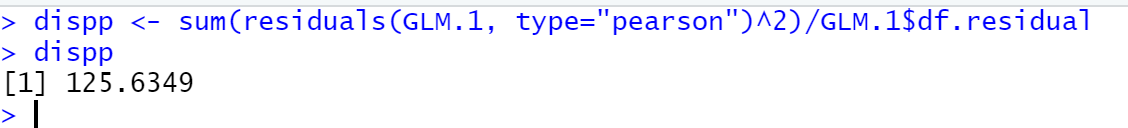 > dispp <- sum(residuals(GLM.1, type="pearson")^2)/GLM.1$df.residual
> dispp
[1] 125.6349
>